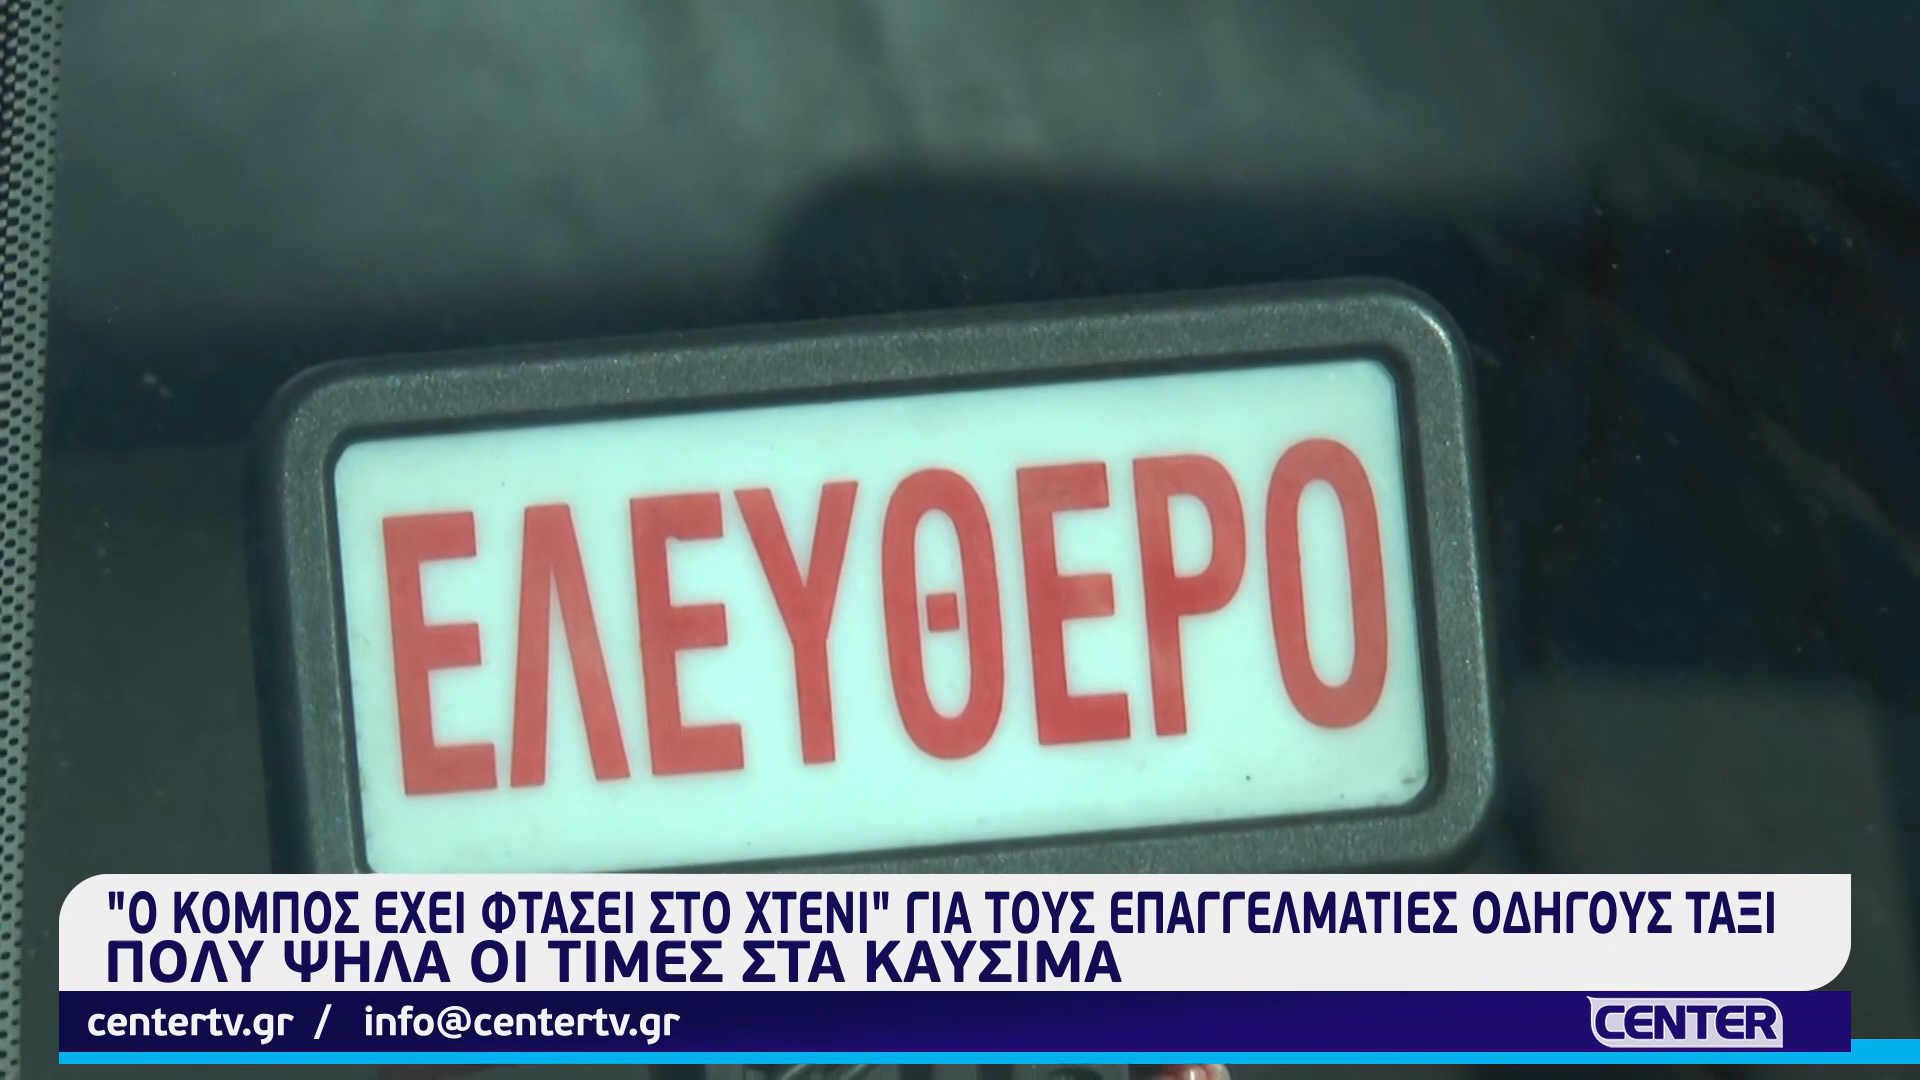 ΕΛΕΥΘΕΡΟ
"Ο ΚΟΜΠΟΣ ΕΧΕΙ ΦΤΑΣΕΙ ΣΤΟ ΧΤΕΝΙ" ΓΙΑ ΤΟΥΣ ΕΠΑΓΓΕΛΜΑΤΙΕΣ ΟΔΗΓΟΥΣ ΤΑΞΙ
ΠΟΛΥ ΨΗΛΑ ΟΙ ΤΙΜΕΣ ΣΤΑ ΚΑΥΣΙΜΑ
centertv.gr / info@centertv.gr
CENTER